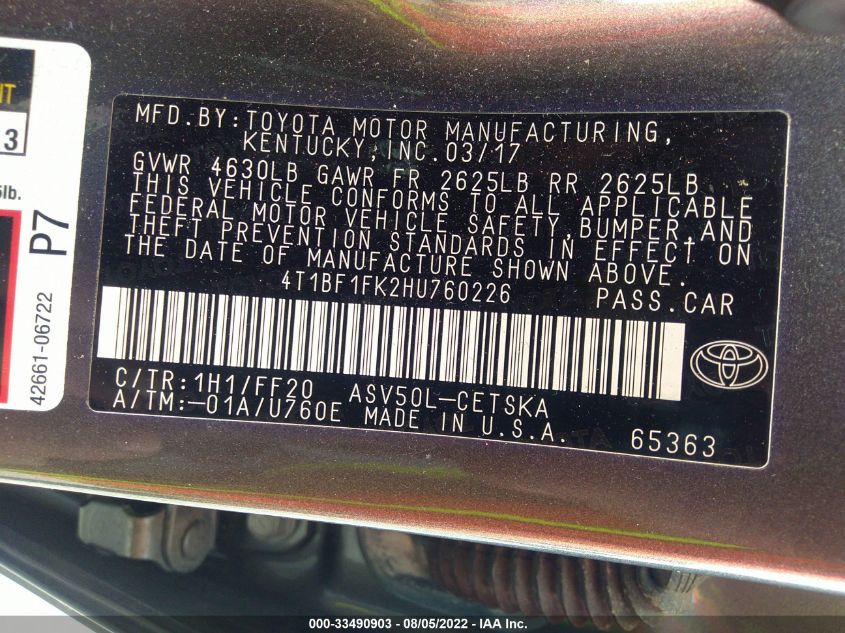 NT
13
5lb.
P7
42661-06722
MFD.BY:TOYOTA MOTOR MANUFACTURING,
KENTUCKY,INC.03/17
GVWR 4630LB GAWR FR 2625LB RR 2625LB
THIS VEHICLE CONFORMS TO ALL APPLICABLE
FEDERAL MOTOR VEHICLE SAFETY,BUMPER,AND
THEFT PREVENTION STANDARDS IN EFFECT ON
THE DATE OF MANUFACTURE SHOWN ABOVE.
4T1BF1FK2HU760226 PASS.CAR
C/TR:1H1/FF20 ASV50L-CETSKA
A/TM:-01A/U760E MADE IN U.S.A. 65363
000-33490903 - 08/05/2022 - IAA Inc.